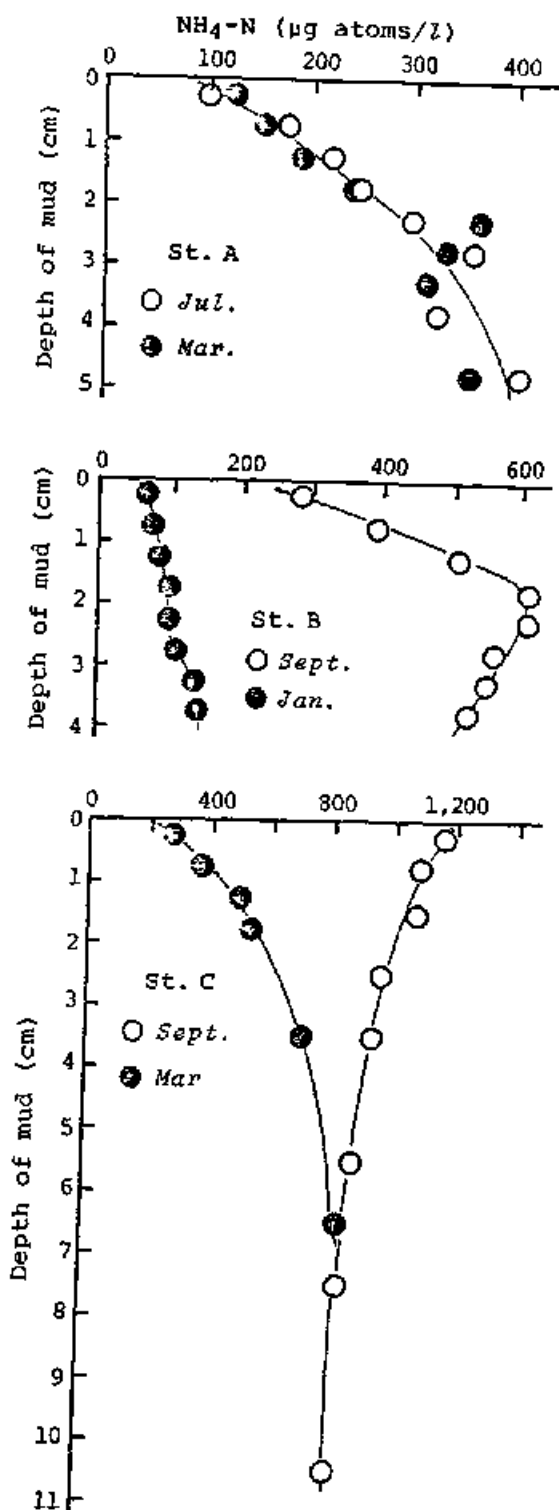 NH₄-N (µg atoms/l)
0 100 200 300 400
0
1
2
3
4
5
Depth of mud (cm)
St. A
Jul.
Mar.
0 200 400 600
0
1
2
3
4
Depth of mud (cm)
St. B
Sept.
Jan.
0 400 800 1,200
0
1
2
3
4
5
6
7
8
9
10
11
Depth of mud (cm)
St. C
Sept.
Mar